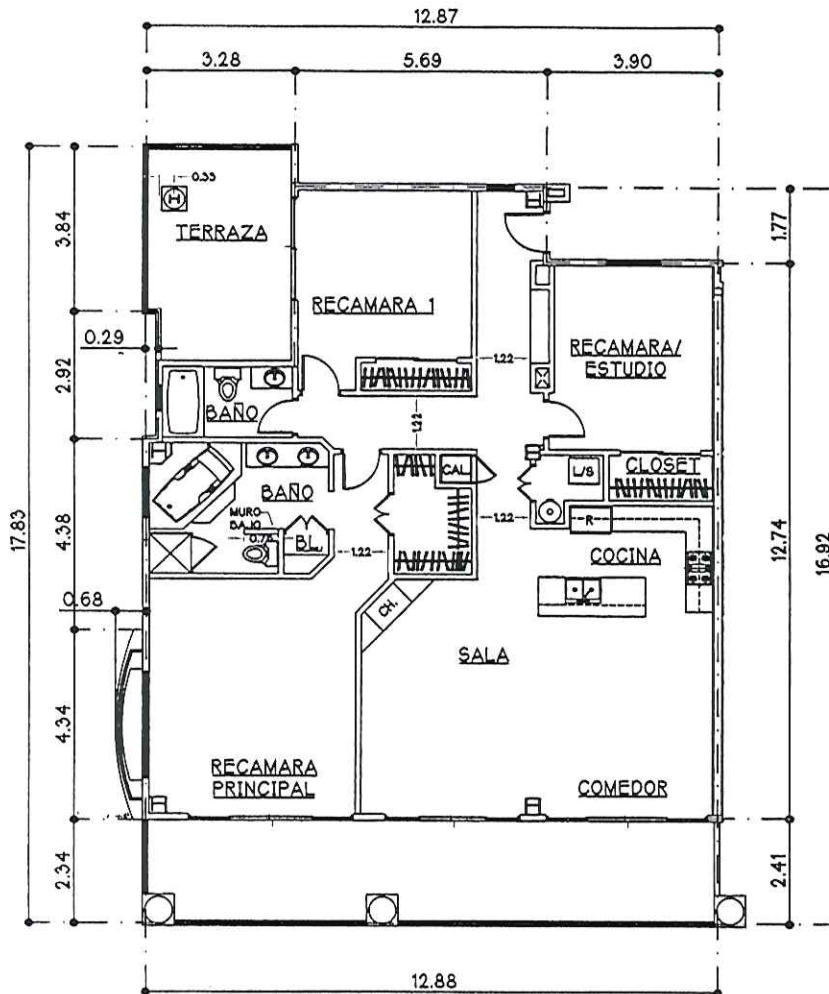 12.87
3.28
5.69
3.90
17.83
3.84
2.92
4.38
4.34
2.34
0.29
0.68
0.35
H
TERRAZA
RECAMARA 1
1.22
RECAMARA/
ESTUDIO
1.77
12.74
16.92
2.41
BAÑO
1.22
CAL.
L/S
CLOSET
BAÑO
MURO
BAJO
0.75
BL.
1.22
1.22
R
COCINA
CH.
SALA
RECAMARA
PRINCIPAL
COMEDOR
12.88